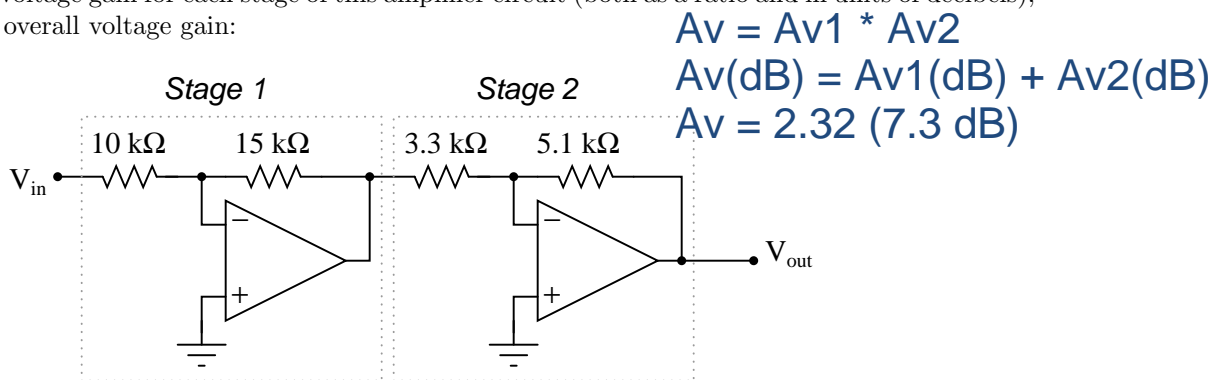 voltage gain for each stage of this amplifier circuit (both as a ratio and in units of decibels),
overall voltage gain:
Av = Av1 * Av2
Av(dB) = Av1(dB) + Av2(dB)
Av = 2.32 (7.3 dB)
Stage 1
Stage 2
10 kΩ 15 kΩ 3.3 kΩ 5.1 kΩ
Vin
− −
Vout
+ +